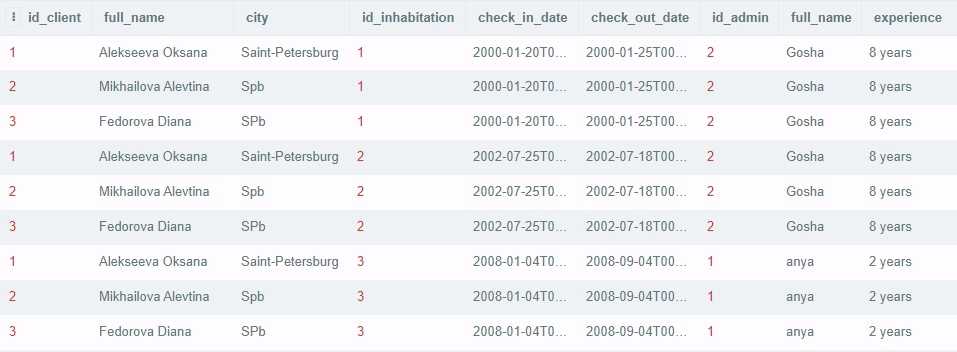 id_client full_name city id_inhabitation check_in_date check_out_date id_admin full_name experience
1 Alekseeva Oksana Saint-Petersburg 1 2000-01-20T0... 2000-01-25T00... 2 Gosha 8 years
2 Mikhailova Alevtina Spb 1 2000-01-20T0... 2000-01-25T00... 2 Gosha 8 years
3 Fedorova Diana SPb 1 2000-01-20T0... 2000-01-25T00... 2 Gosha 8 years
1 Alekseeva Oksana Saint-Petersburg 2 2002-07-25T0... 2002-07-18T00... 2 Gosha 8 years
2 Mikhailova Alevtina Spb 2 2002-07-25T0... 2002-07-18T00... 2 Gosha 8 years
3 Fedorova Diana SPb 2 2002-07-25T0... 2002-07-18T00... 2 Gosha 8 years
1 Alekseeva Oksana Saint-Petersburg 3 2008-01-04T0... 2008-09-04T00... 1 anya 2 years
2 Mikhailova Alevtina Spb 3 2008-01-04T0... 2008-09-04T00... 1 anya 2 years
3 Fedorova Diana SPb 3 2008-01-04T0... 2008-09-04T00... 1 anya 2 years